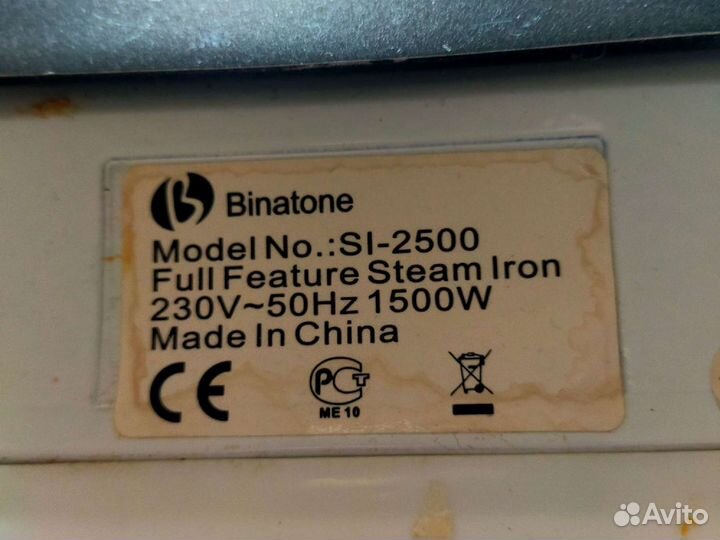 Binatone
Model No.:SI-2500
Full Feature Steam Iron
230V~50Hz 1500W
Made In China
CE
РСТ
ME 10
Avito